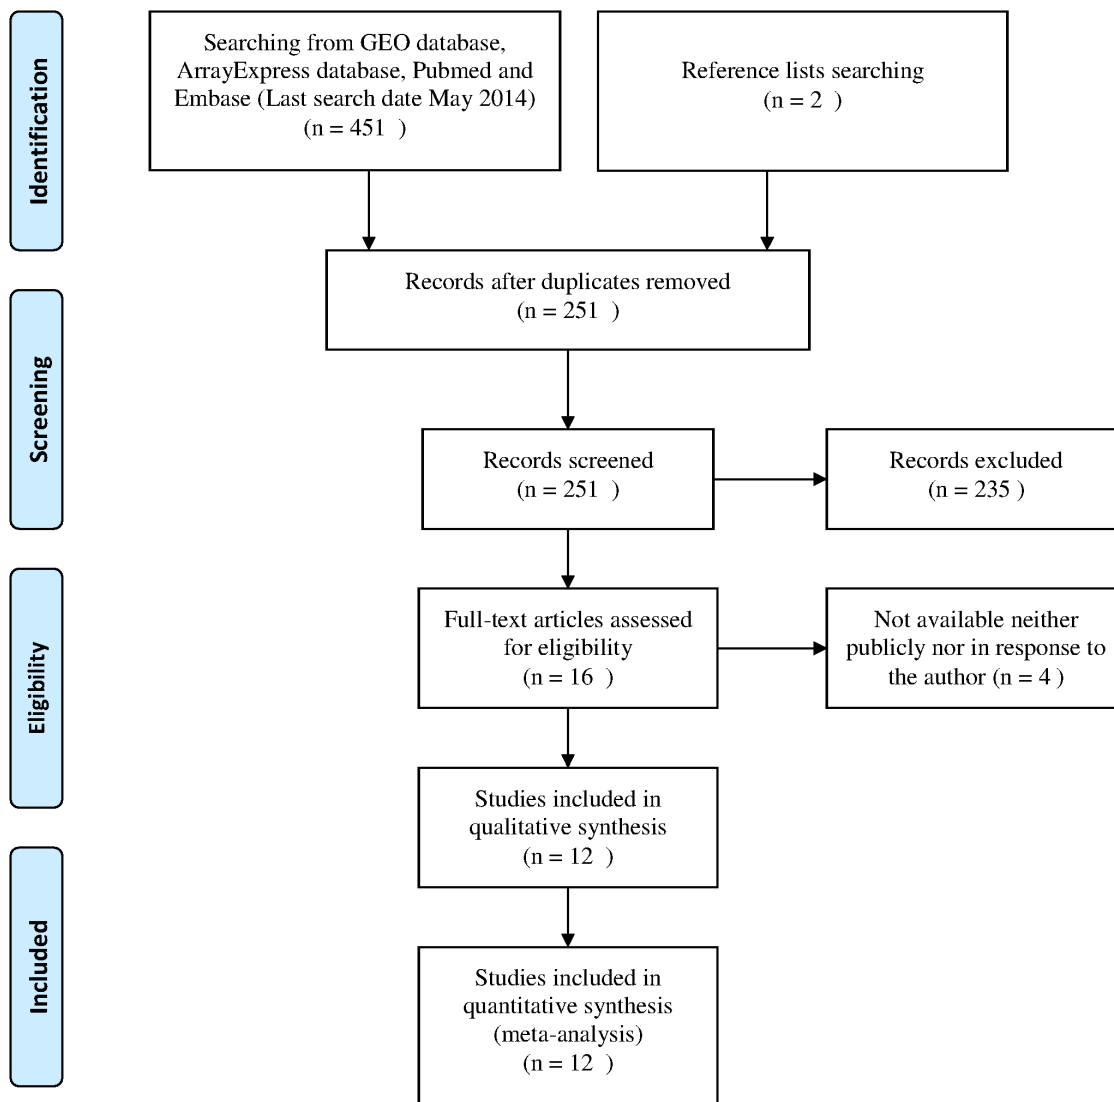 Identification
Searching from GEO database,
ArrayExpress database, Pubmed and
Embase (Last search date May 2014)
(n = 451  )
Reference lists searching
(n = 2  )
Records after duplicates removed
(n = 251  )
Screening
Records screened
(n = 251  )
Records excluded
(n = 235 )
Eligibility
Full-text articles assessed
for eligibility
(n = 16  )
Not available neither
publicly nor in response to
the author (n = 4 )
Studies included in
qualitative synthesis
(n = 12  )
Included
Studies included in
quantitative synthesis
(meta-analysis)
(n = 12  )